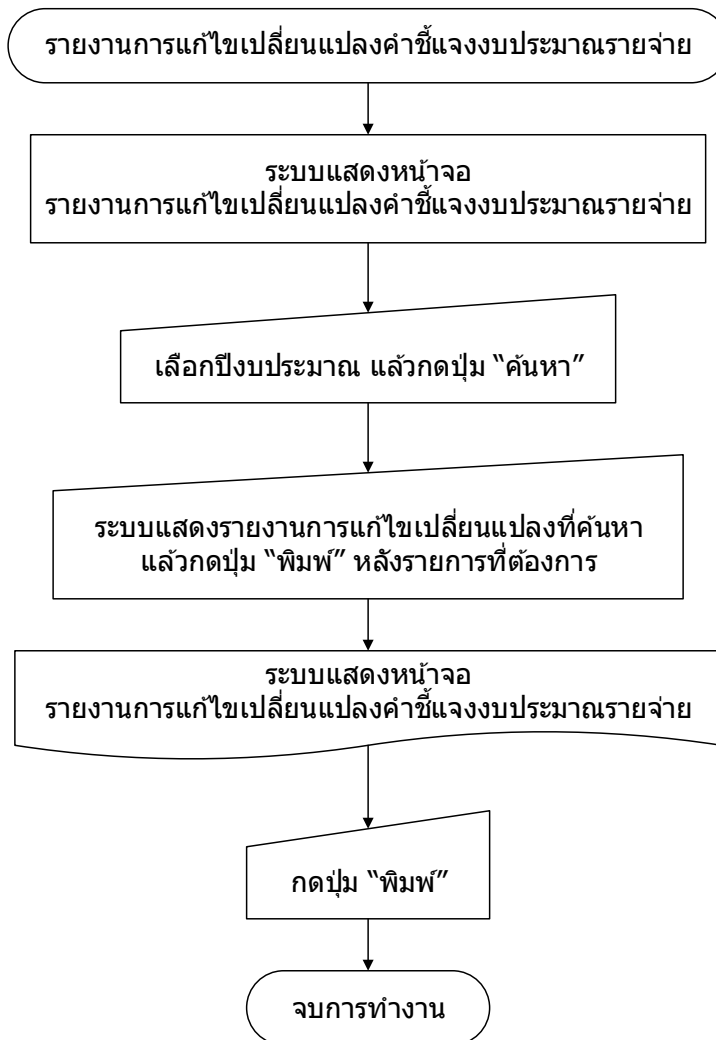 รายงานการแก้ไขเปลี่ยนแปลงคำชี้แจงงบประมาณรายจ่าย
ระบบแสดงหน้าจอ
รายงานการแก้ไขเปลี่ยนแปลงคำชี้แจงงบประมาณรายจ่าย
เลือกปีงบประมาณ แล้วกดปุ่ม “ค้นหา”
ระบบแสดงรายงานการแก้ไขเปลี่ยนแปลงที่ค้นหา
แล้วกดปุ่ม “พิมพ์” หลังรายการที่ต้องการ
ระบบแสดงหน้าจอ
รายงานการแก้ไขเปลี่ยนแปลงคำชี้แจงงบประมาณรายจ่าย
กดปุ่ม “พิมพ์”
จบการทำงาน